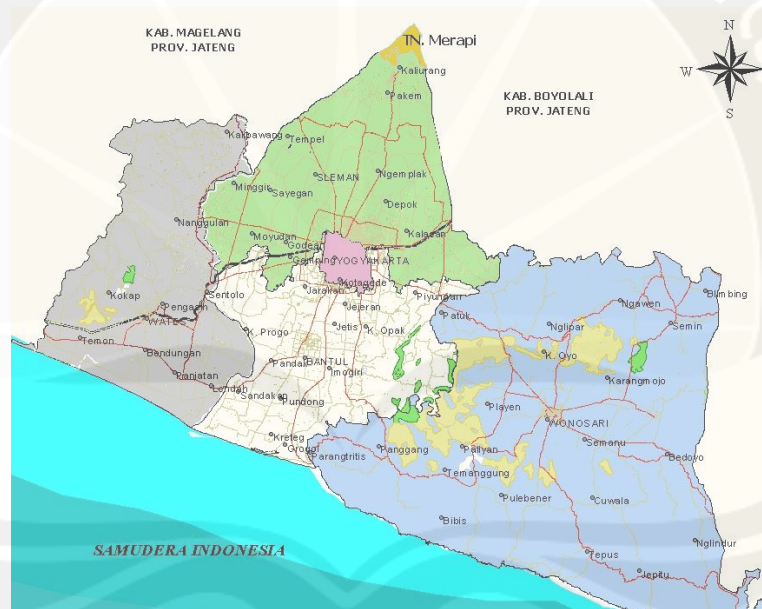 KAB. MAGELANG
PROV. JATENG
TN. Merapi
N
W
E
S
Kaliurang
Pakem
KAB. BOYOLALI
PROV. JATENG
Kalibawang
Tempel
SLEMAN
Ngemplak
Minggir
Sayegan
Depok
Nanggulan
Moyudan
Godean
Kalasan
Gamping
YOGYAKARTA
Kotagede
Kokap
Sentolo
Jarakan
Piyungan
Pengasih
Jejeran
Patuk
Ngawen
Blimbing
WATES
K. Progo
Jetis
K. Opak
Nglipar
Semin
Temon
Bandungan
Pandak
BANTUL
Imogiri
K. Oyo
Panjatan
Lendah
Karangmojo
Sandakan
Pundong
Playen
WONOSARI
Kreteg
Grogol
Parangtritis
Panggang
Paliyan
Semanu
Bedoyo
Temanggung
Pulebener
Cuwala
Bibis
SAMUDERA INDONESIA
Tepus
Nglindur
Jepitu